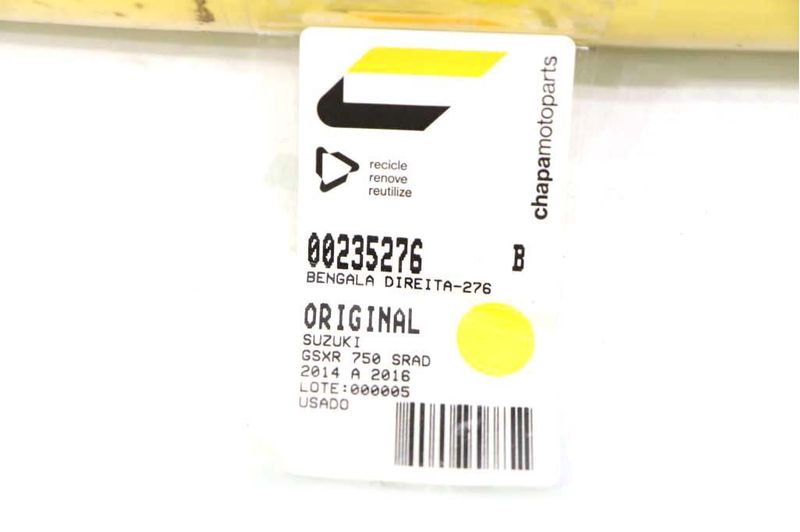 chapamotoparts
recicle
renove
reutilize
00235276 B
BENGALA DIREITA-276
ORIGINAL
SUZUKI
GSXR 750 SRAD
2014 A 2016
LOTE:000005
USADO